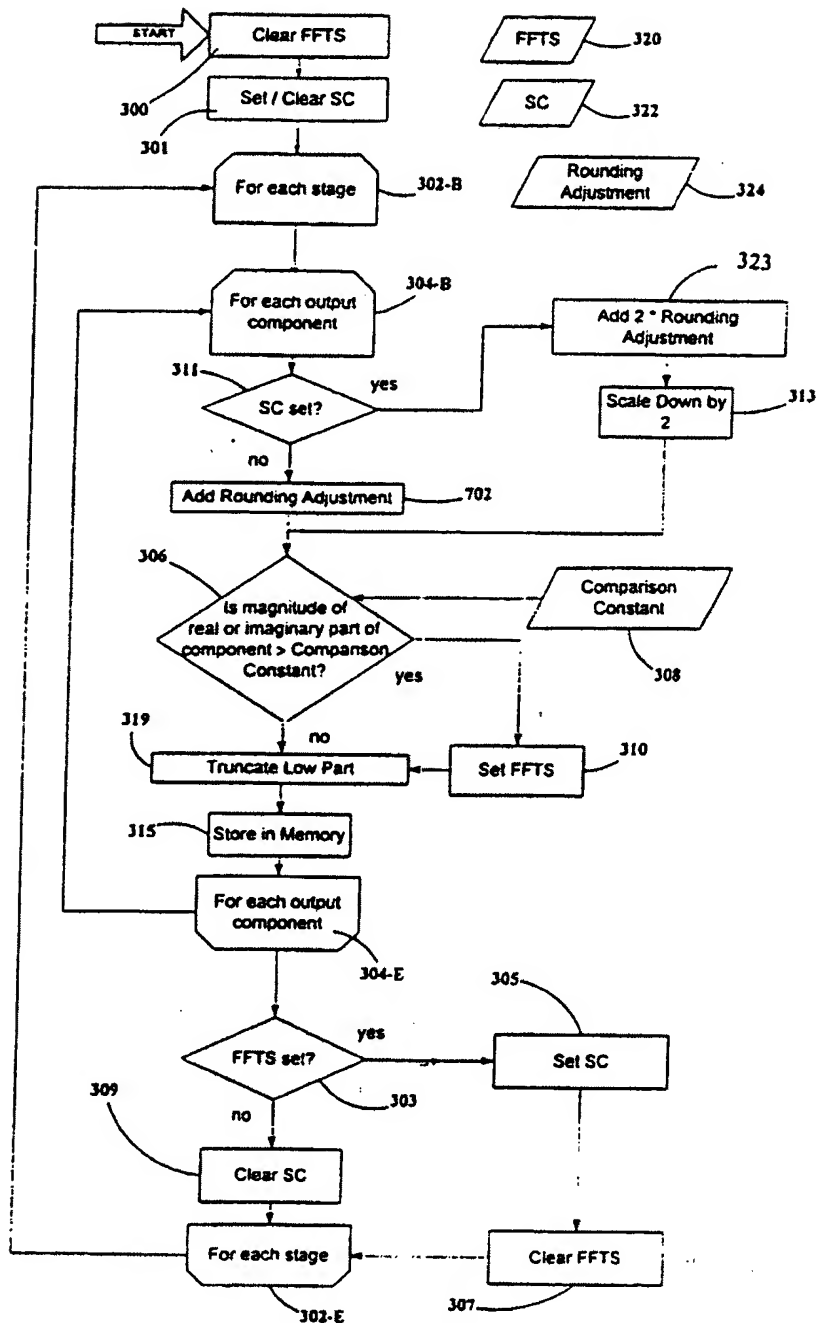 START
Clear FFTS
300
FFTS
320
Set / Clear SC
301
SC
322
For each stage
302-B
Rounding
Adjustment
324
For each output
component
304-B
323
Add 2 * Rounding
Adjustment
311
SC set?
yes
no
Scale Down by
2
313
Add Rounding Adjustment
702
306
Is magnitude of
real or imaginary part of
component > Comparison
Constant?
yes
no
Comparison
Constant
308
319
Truncate Low Part
Set FFTS
310
315
Store in Memory
For each output
component
304-E
FFTS set?
yes
303
no
305
Set SC
309
Clear SC
For each stage
302-E
Clear FFTS
307